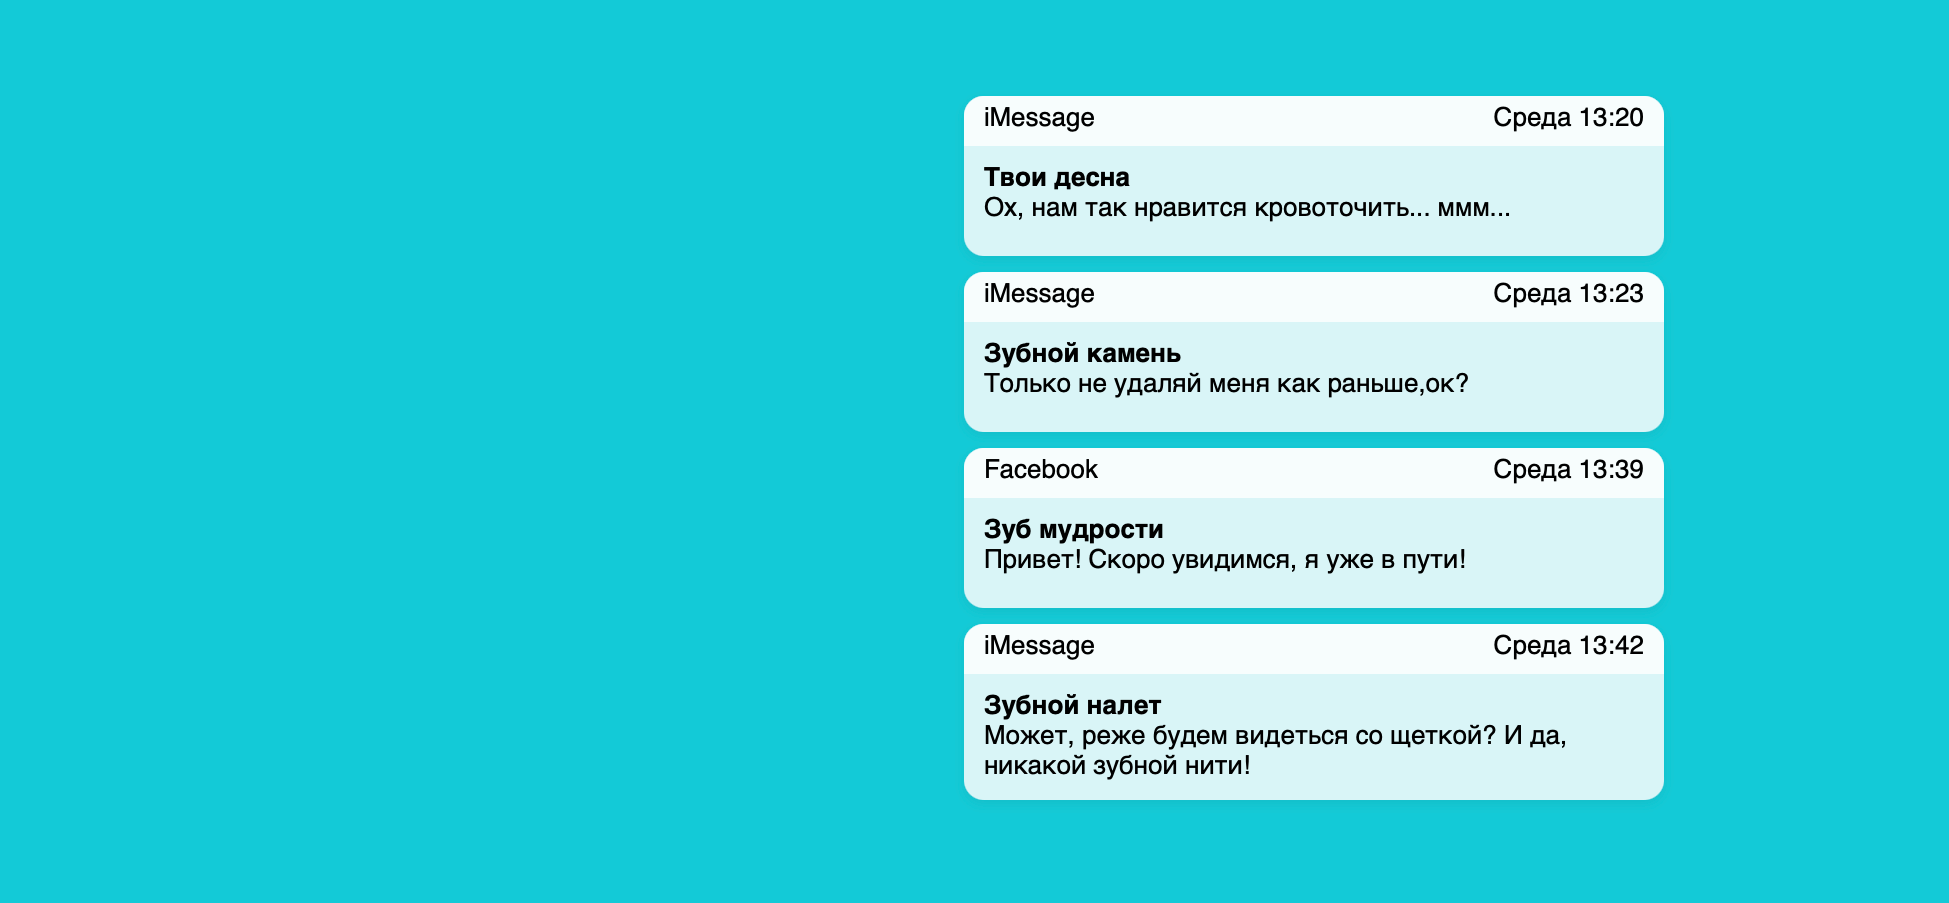 iMessage Среда 13:20
Твои десна
Ох, нам так нравится кровоточить... ммм...
iMessage Среда 13:23
Зубной камень
Только не удаляй меня как раньше,ок?
Facebook Среда 13:39
Зуб мудрости
Привет! Скоро увидимся, я уже в пути!
iMessage Среда 13:42
Зубной налет
Может, реже будем видеться со щеткой? И да,
никакой зубной нити!